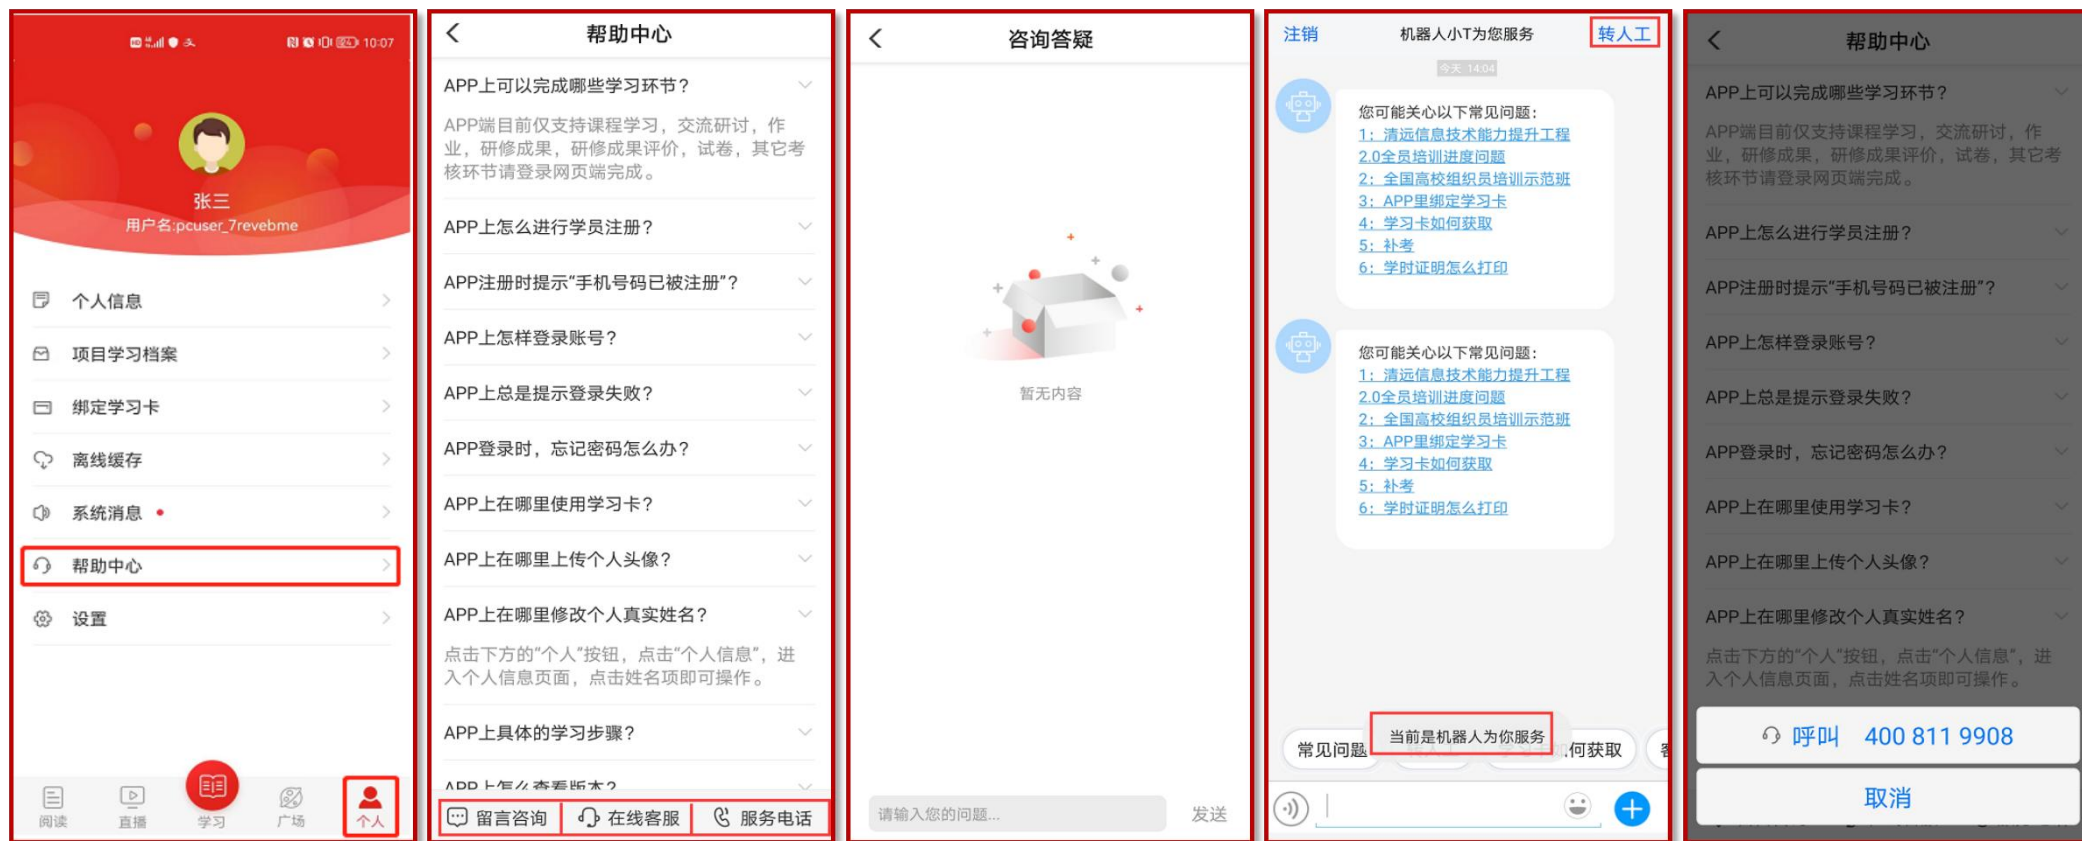 10:07
张三
用户名:pcuser_7revebme
个人信息
项目学习档案
绑定学习卡
离线缓存
系统消息
帮助中心
设置
阅读
直播
学习
广场
个人
帮助中心
APP上可以完成哪些学习环节?
APP端目前仅支持课程学习，交流研讨，作
业，研修成果，研修成果评价，试卷，其它考
核环节请登录网页端完成。
APP上怎么进行学员注册?
APP注册时提示“手机号码已被注册”?
APP上怎样登录账号?
APP上总是提示登录失败?
APP登录时，忘记密码怎么办?
APP上在哪里使用学习卡?
APP上在哪里上传个人头像?
APP上在哪里修改个人真实姓名?
点击下方的“个人”按钮，点击“个人信息”，进
入个人信息页面，点击姓名项即可操作。
APP上具体的学习步骤?
APP上怎么查看版本?
留言咨询
在线客服
服务电话
咨询答疑
暂无内容
请输入您的问题...
发送
注销
机器人小T为您服务
转人工
今天 14:04
您可能关心以下常见问题:
1: 清远信息技术能力提升工程
2.0全员培训进度问题
2: 全国高校组织员培训示范班
3: APP里绑定学习卡
4: 学习卡如何获取
5: 补考
6: 学时证明怎么打印
您可能关心以下常见问题:
1: 清远信息技术能力提升工程
2.0全员培训进度问题
2: 全国高校组织员培训示范班
3: APP里绑定学习卡
4: 学习卡如何获取
5: 补考
6: 学时证明怎么打印
当前是机器人为你服务
常见问题
何获取
帮助中心
APP上可以完成哪些学习环节?
APP端目前仅支持课程学习，交流研讨，作
业，研修成果，研修成果评价，试卷，其它考
核环节请登录网页端完成。
APP上怎么进行学员注册?
APP注册时提示“手机号码已被注册”?
APP上怎样登录账号?
APP上总是提示登录失败?
APP登录时，忘记密码怎么办?
APP上在哪里使用学习卡?
APP上在哪里上传个人头像?
APP上在哪里修改个人真实姓名?
点击下方的“个人”按钮，点击“个人信息”，进
入个人信息页面，点击姓名项即可操作。
呼叫 400 811 9908
取消